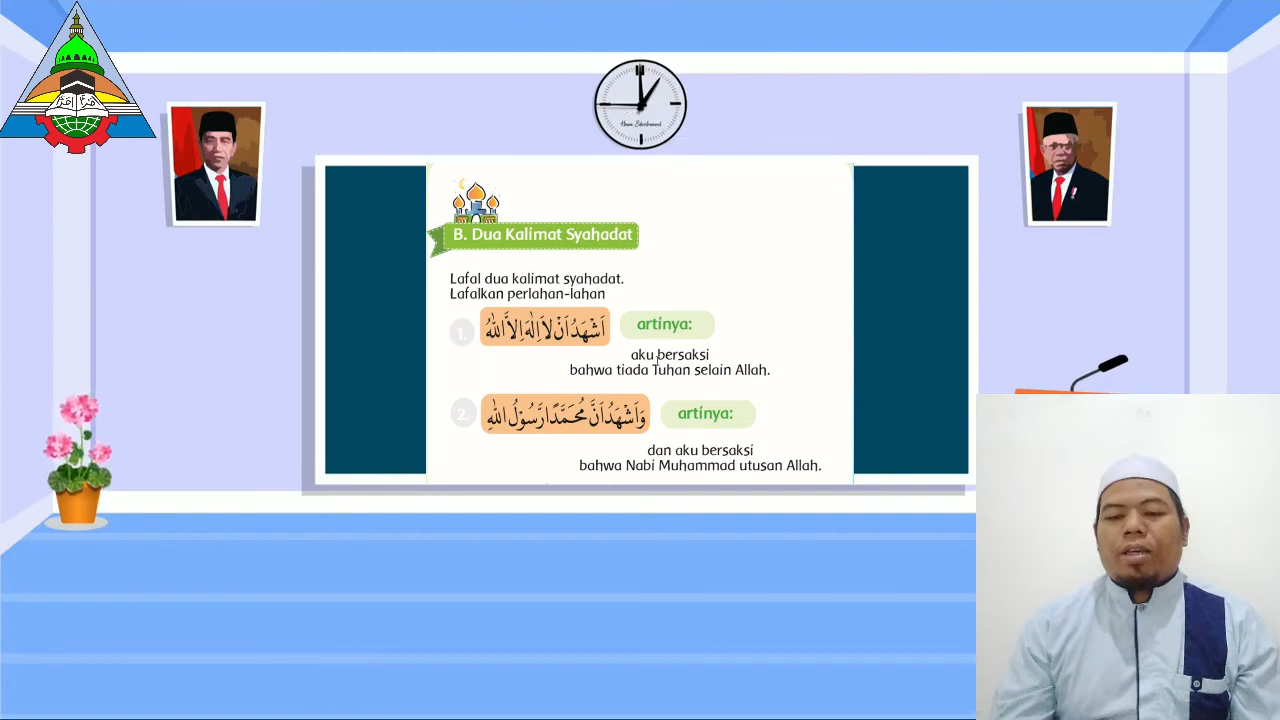 B. Dua Kalimat Syahadat
Lafal dua kalimat syahadat.
Lafalkan perlahan-lahan
1. اَشْهَدُ اَنْ لَا اِلٰهَ اِلَّا اللهُ artinya:
aku bersaksi
bahwa tiada Tuhan selain Allah.
2. وَاَشْهَدُ اَنَّ مُحَمَّدًا رَّسُوْلُ اللهِ artinya:
dan aku bersaksi
bahwa Nabi Muhammad utusan Allah.